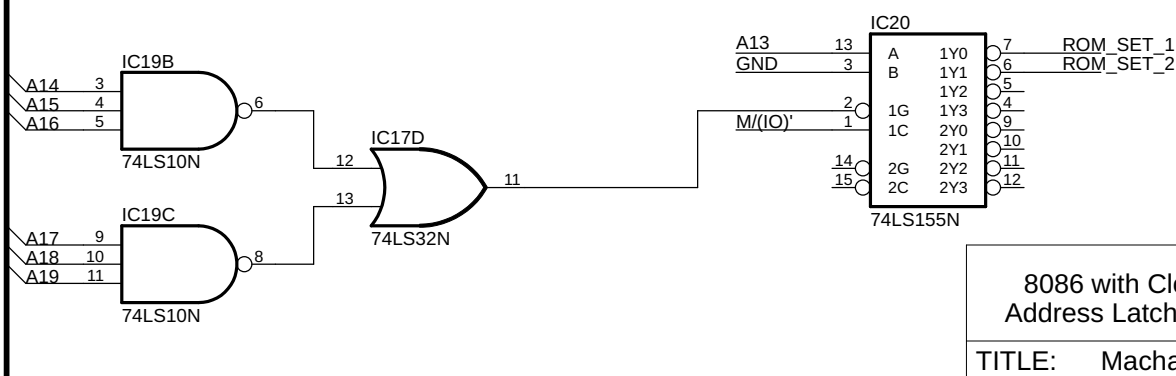 IC19B
A14 3
A15 4
A16 5
6
74LS10N
IC19C
A17 9
A18 10
A19 11
8
74LS10N
IC17D
12
13
11
74LS32N
IC20
A13 13 A 1Y0 7 ROM_SET_1
GND 3 B 1Y1 6 ROM_SET_2
1Y2 5
2 1G 1Y3 4
M/(IO)' 1 1C 2Y0 9
2Y1 10
14 2G 2Y2 11
15 2C 2Y3 12
74LS155N
8086 with Cl
Address Latch
TITLE: Macha